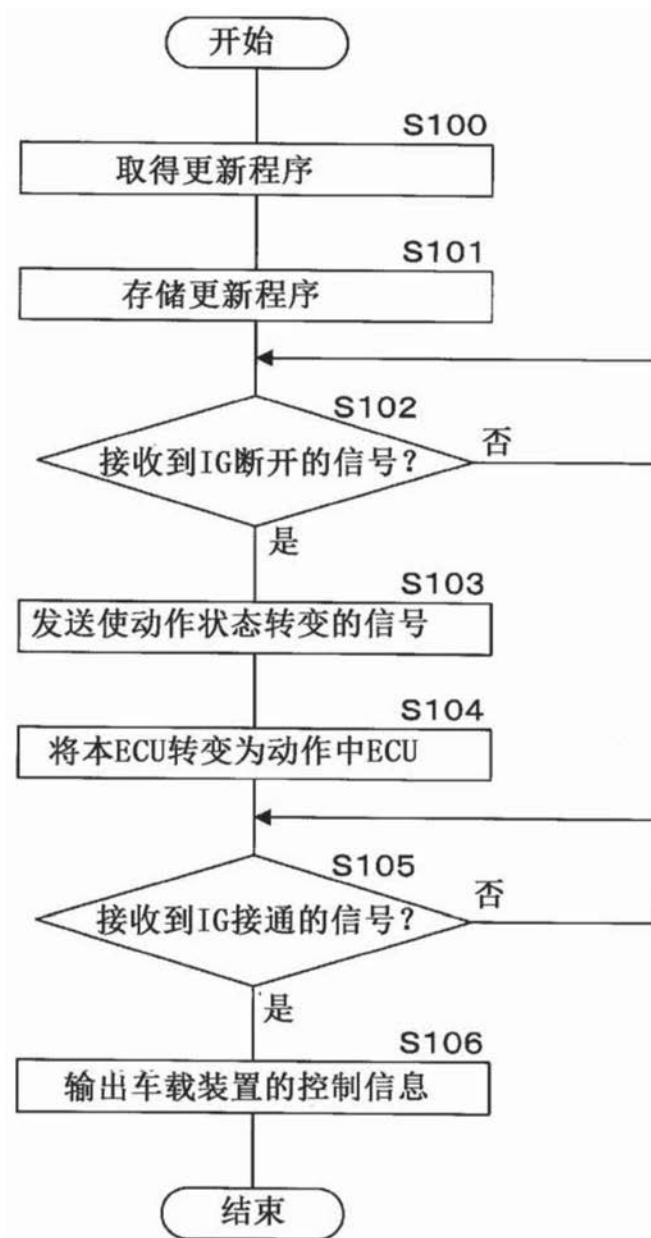 开始
S100
取得更新程序
S101
存储更新程序
S102
接收到IG断开的信号?
否
是
S103
发送使动作状态转变的信号
S104
将本ECU转变为动作中ECU
S105
接收到IG接通的信号?
否
是
S106
输出车载装置的控制信息
结束